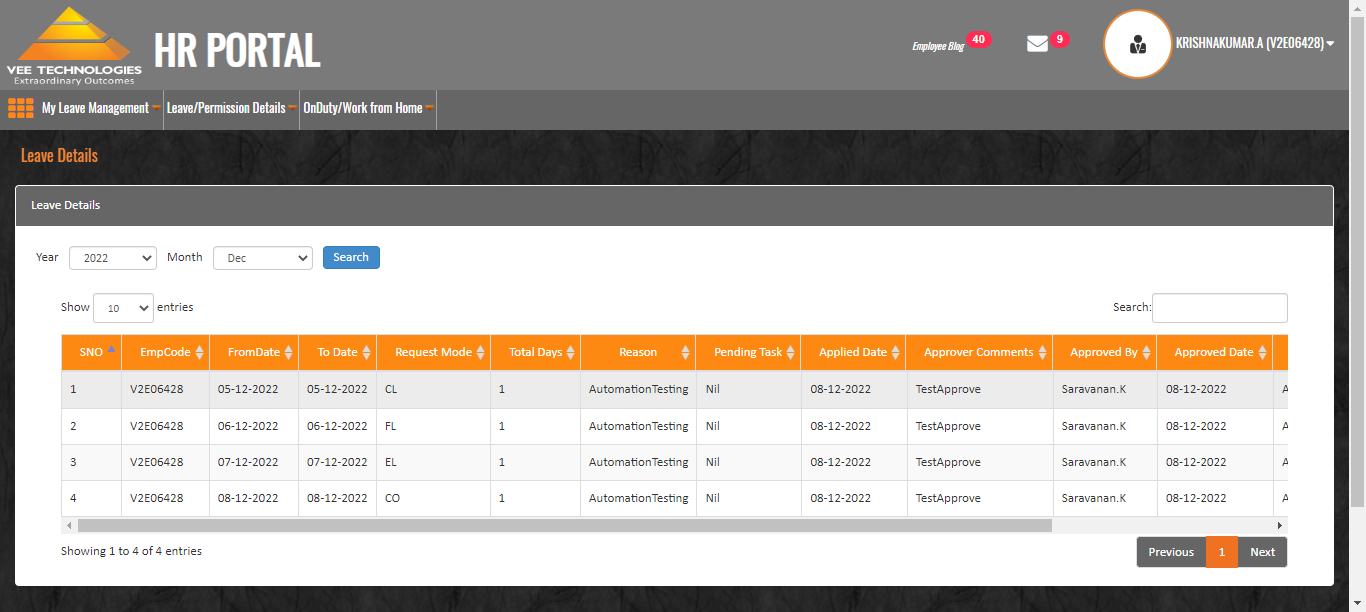 VEE TECHNOLOGIES
Extraordinary Outcomes
HR PORTAL
Employee Blog 40
9
KRISHNAKUMAR.A (V2E06428)
My Leave Management Leave/Permission Details OnDuty/Work from Home
Leave Details
Leave Details
Year 2022 Month Dec Search
Show 10 entries Search:
SNO EmpCode FromDate To Date Request Mode Total Days Reason Pending Task Applied Date Approver Comments Approved By Approved Date
1 V2E06428 05-12-2022 05-12-2022 CL 1 AutomationTesting Nil 08-12-2022 TestApprove Saravanan.K 08-12-2022 A
2 V2E06428 06-12-2022 06-12-2022 FL 1 AutomationTesting Nil 08-12-2022 TestApprove Saravanan.K 08-12-2022 A
3 V2E06428 07-12-2022 07-12-2022 EL 1 AutomationTesting Nil 08-12-2022 TestApprove Saravanan.K 08-12-2022 A
4 V2E06428 08-12-2022 08-12-2022 CO 1 AutomationTesting Nil 08-12-2022 TestApprove Saravanan.K 08-12-2022 A
Showing 1 to 4 of 4 entries Previous 1 Next